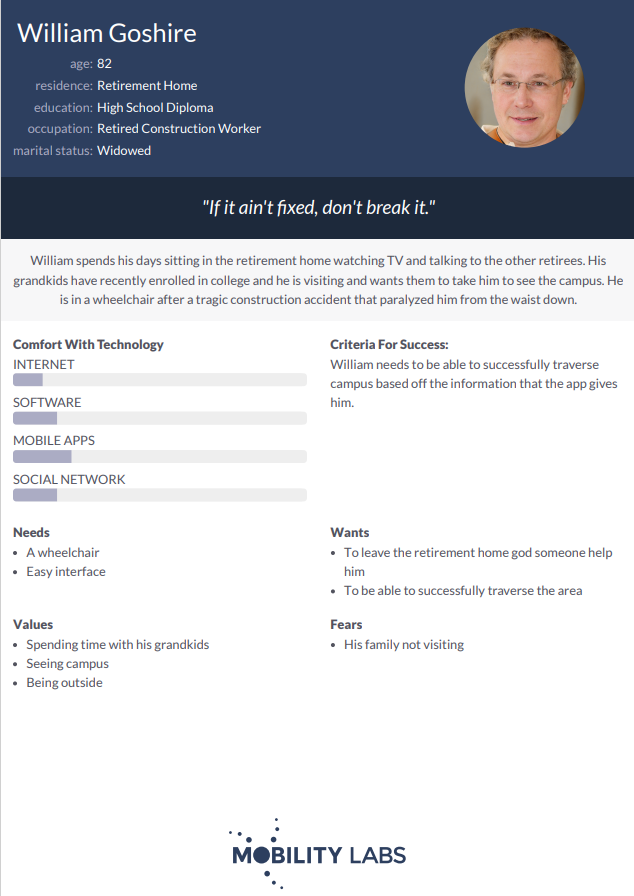 William Goshire
age: 82
residence: Retirement Home
education: High School Diploma
occupation: Retired Construction Worker
marital status: Widowed
"If it ain't fixed, don't break it."
William spends his days sitting in the retirement home watching TV and talking to the other retirees. His
grandkids have recently enrolled in college and he is visiting and wants them to take him to see the campus. He
is in a wheelchair after a tragic construction accident that paralyzed him from the waist down.
Comfort With Technology
INTERNET
SOFTWARE
MOBILE APPS
SOCIAL NETWORK
Criteria For Success:
William needs to be able to successfully traverse
campus based off the information that the app gives
him.
Needs
• A wheelchair
• Easy interface
Wants
• To leave the retirement home god someone help
him
• To be able to successfully traverse the area
Values
• Spending time with his grandkids
• Seeing campus
• Being outside
Fears
• His family not visiting
MOBILITY LABS